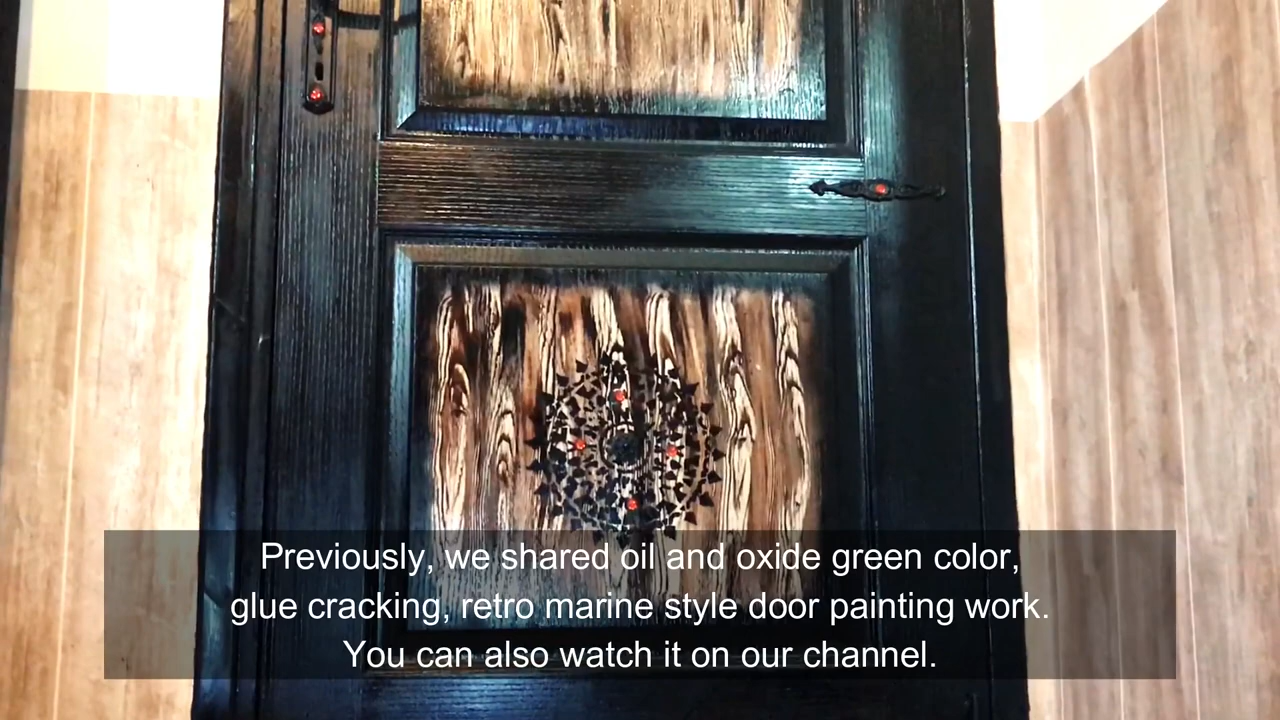 Previously, we shared oil and oxide green color,
glue cracking, retro marine style door painting work.
You can also watch it on our channel.